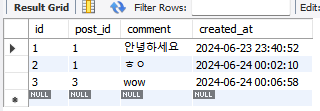 Result Grid Filter Rows: Edit:
id post_id comment created_at
1 1 안녕하세요 2024-06-23 23:40:52
2 1 ㅎㅇ 2024-06-24 00:02:10
3 3 wow 2024-06-24 00:06:58
NULL NULL NULL NULL